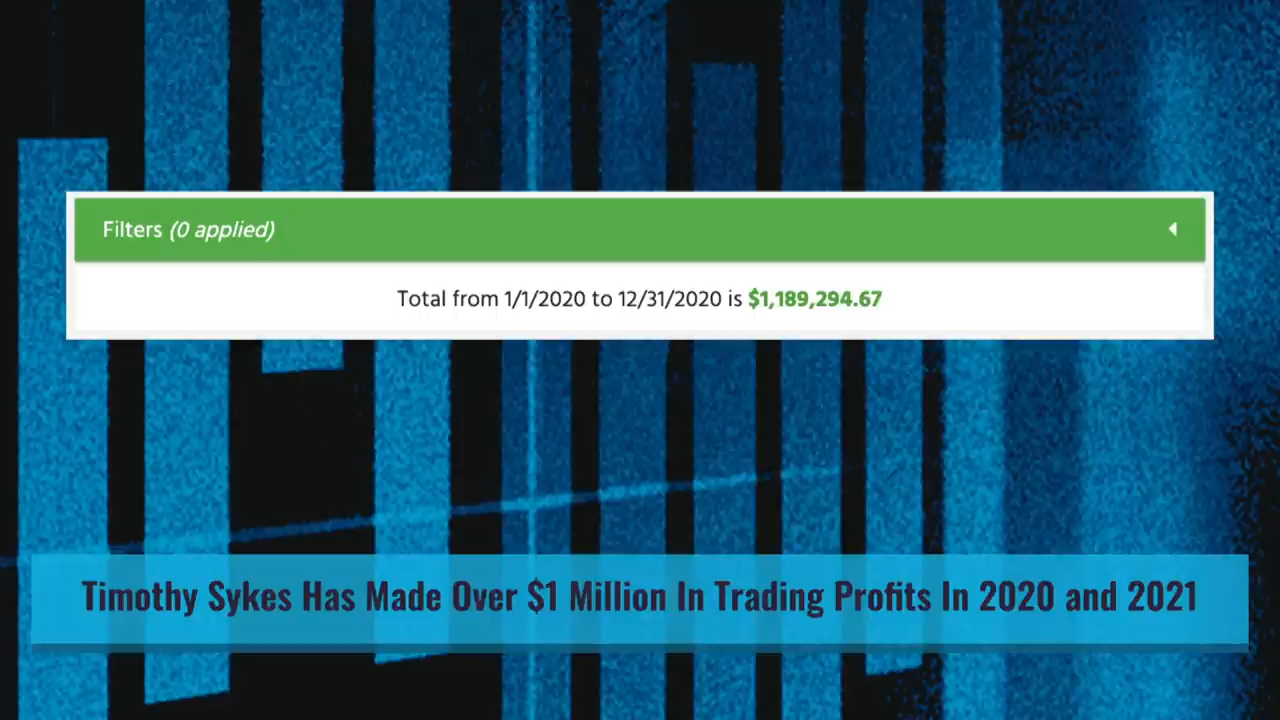 Filters (0 applied)
Total from 1/1/2020 to 12/31/2020 is $1,189,294.67
Timothy Sykes Has Made Over $1 Million In Trading Profits In 2020 and 2021